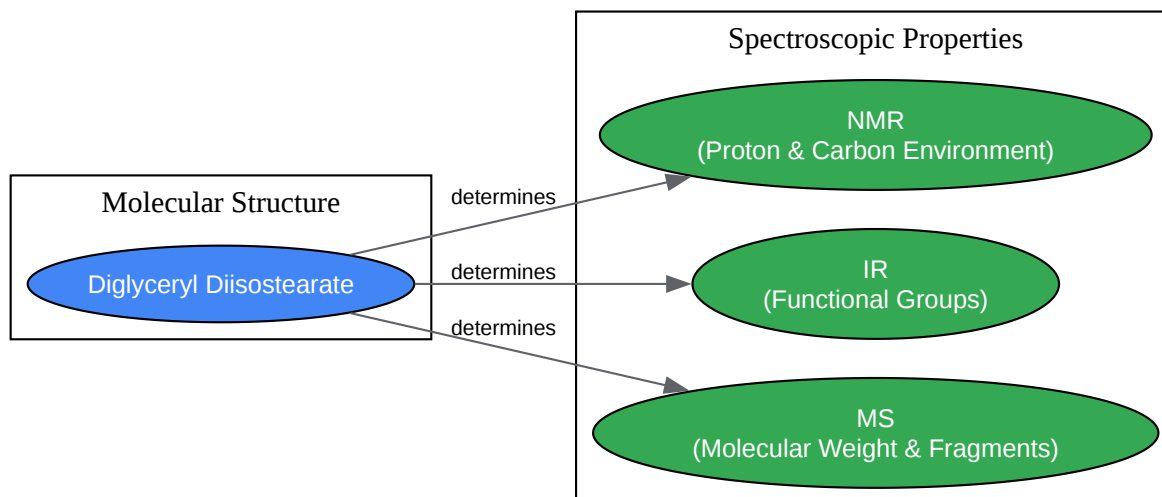 Spectroscopic Properties
NMR
(Proton & Carbon Environment)
Molecular Structure
Diglyceryl Diisostearate
determines
determines
determines
IR
(Functional Groups)
MS
(Molecular Weight & Fragments)